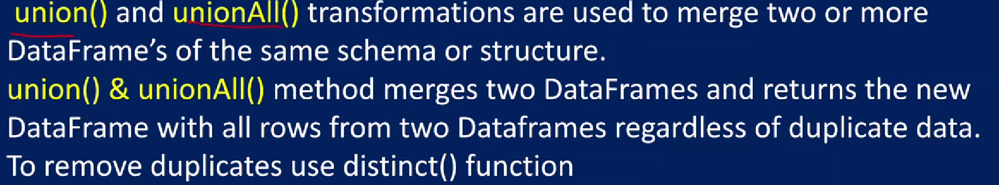 union() and unionAll() transformations are used to merge two or more
DataFrame’s of the same schema or structure.
union() & unionAll() method merges two DataFrames and returns the new
DataFrame with all rows from two Dataframes regardless of duplicate data.
To remove duplicates use distinct() function